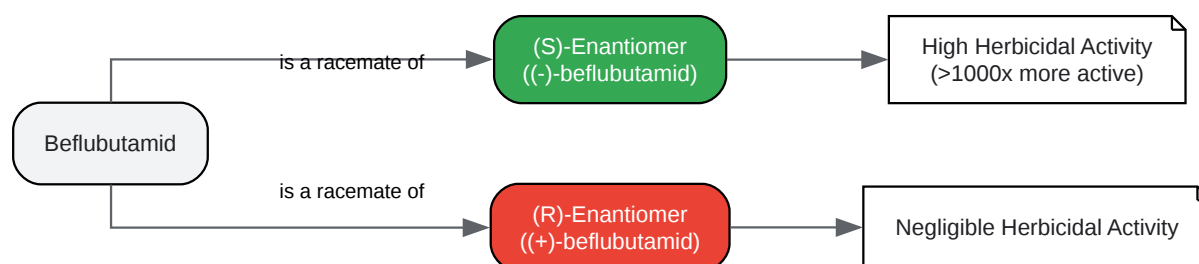 Beflubutamid
is a racemate of
(S)-Enantiomer
((-)-beflubutamid)
High Herbicidal Activity
(>1000x more active)
is a racemate of
(R)-Enantiomer
((+)-beflubutamid)
Negligible Herbicidal Activity